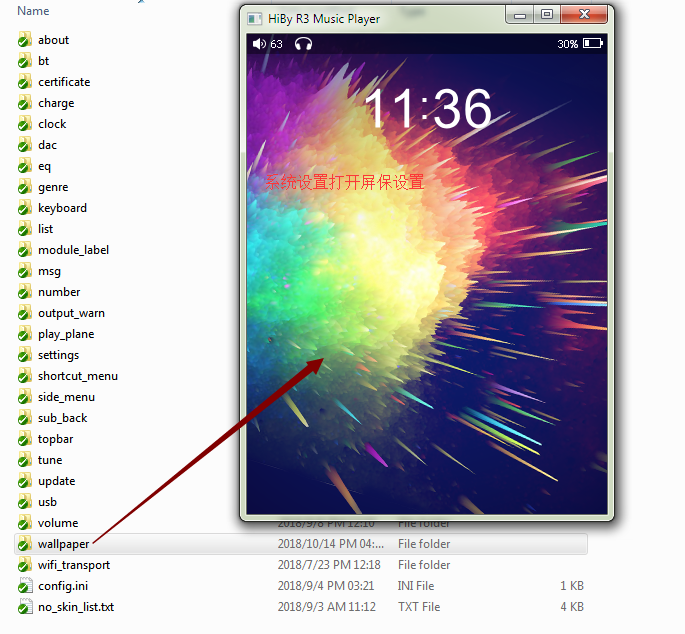 Name
HiBy R3 Music Player
63
30%
11:36
系统设置打开屏保设置
about
bt
certificate
charge
clock
dac
eq
genre
keyboard
list
module_label
msg
number
output_warn
play_plane
settings
shortcut_menu
side_menu
sub_back
topbar
tune
update
usb
volume 2018/9/8 PM 12:10 File folder
wallpaper 2018/10/14 PM 04:... File folder
wifi_transport 2018/7/23 PM 12:18 File folder
config.ini 2018/9/4 PM 03:21 INI File 1 KB
no_skin_list.txt 2018/9/3 AM 11:12 TXT File 4 KB